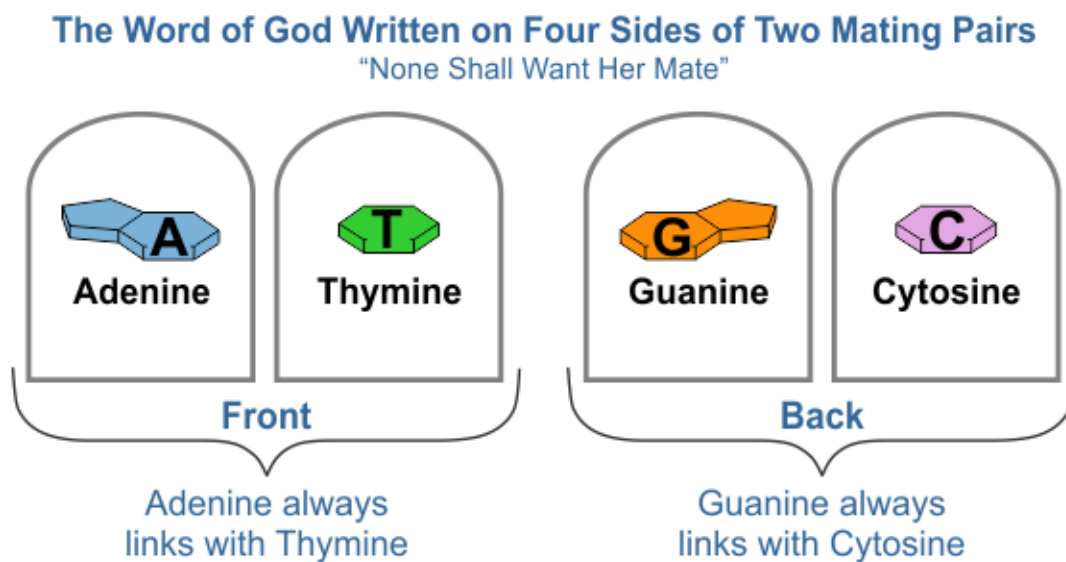 The Word of God Written on Four Sides of Two Mating Pairs
“None Shall Want Her Mate”
A
Adenine
T
Thymine
G
Guanine
C
Cytosine
Front
Back
Adenine always
links with Thymine
Guanine always
links with Cytosine